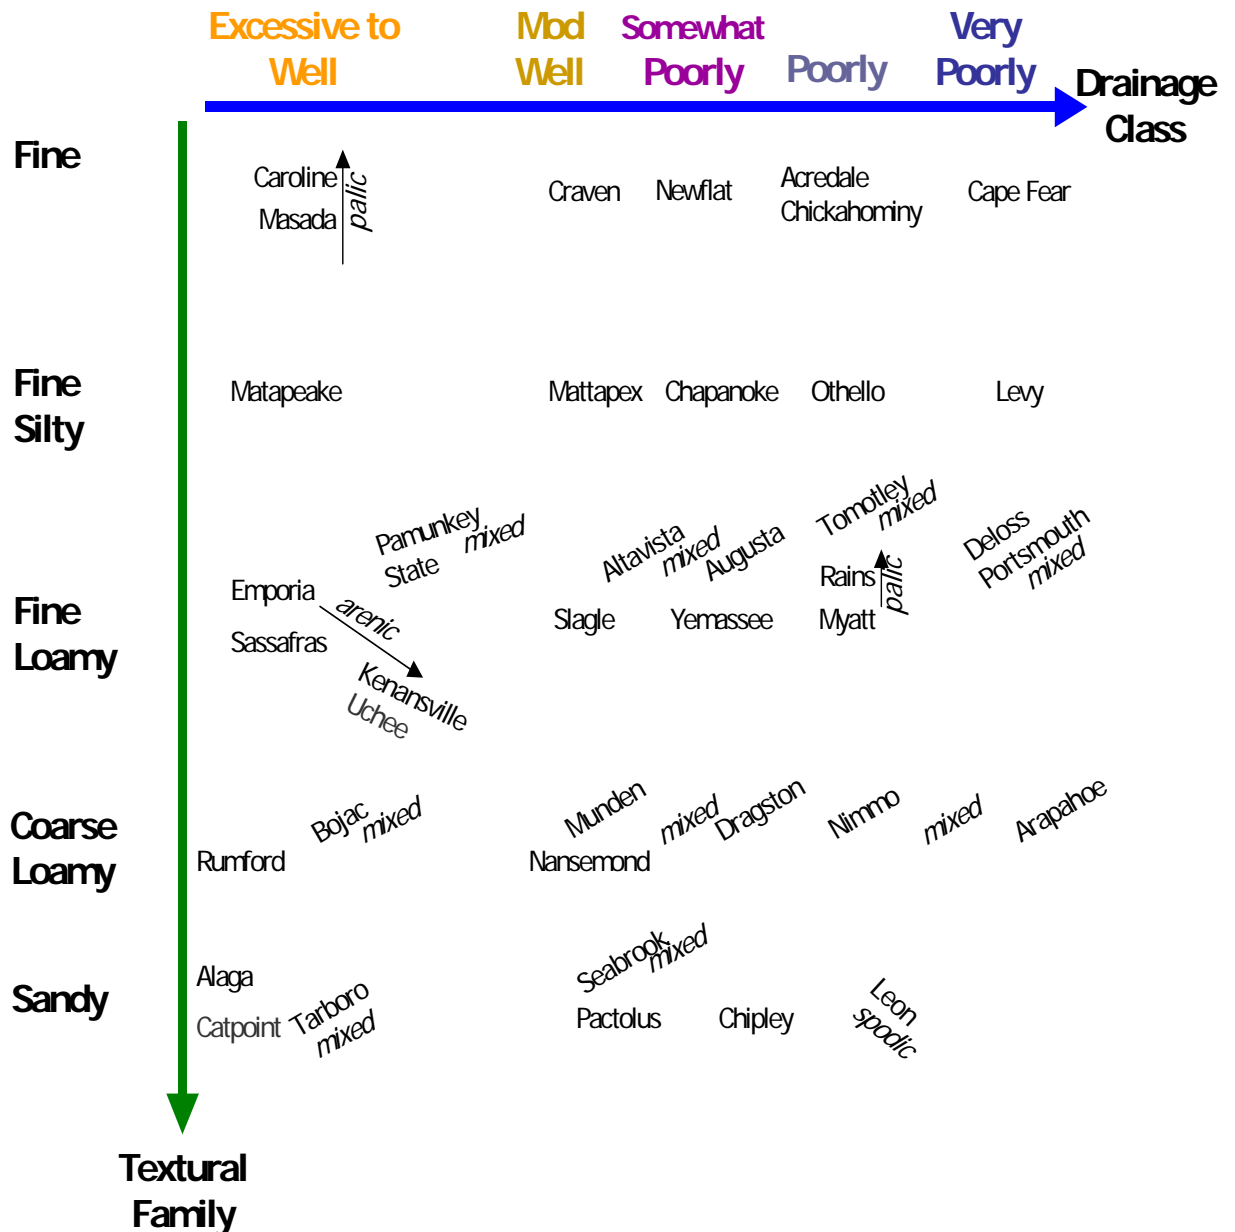 Excessive to
Well
Mod
Well
Somewhat
Poorly
Poorly
Very
Poorly
Drainage
Class
Fine
Caroline
Masada
palic
Craven
Newflat
Acredale
Chickahominy
Cape Fear
Fine
Silty
Matapeake
Mattapex
Chapanoke
Othello
Levy
Fine
Loamy
Pamunkey
State
mixed
Emporia
Sassafras
arenic
Kenansville
Uchee
Altavista
mixed
Augusta
Slagle
Yemassee
Tomotley
mixed
Rains
Myatt
palic
Deloss
Portsmouth
mixed
Coarse
Loamy
Bojac
mixed
Rumford
Munden
mixed
Dragston
Nansemond
Nimmo
mixed
Arapahoe
Sandy
Alaga
Catpoint
Tarboro
mixed
Seabrook
mixed
Pactolus
Chipley
Leon
spodic
Textural
Family